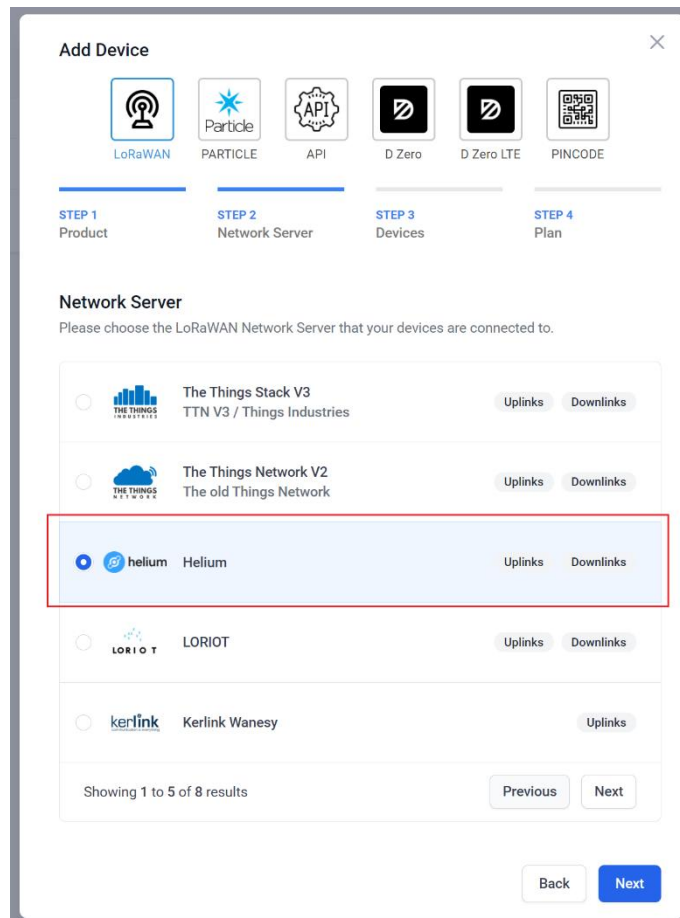 Add Device
Particle
API
LoRaWAN PARTICLE API D Zero D Zero LTE PINCODE
STEP 1 STEP 2 STEP 3 STEP 4
Product Network Server Devices Plan
Network Server
Please choose the LoRaWAN Network Server that your devices are connected to.
The Things Stack V3
THE THINGS
INDUSTRIES
TTN V3 / Things Industries
Uplinks Downlinks
The Things Network V2
THE THINGS
NETWORK
The old Things Network
Uplinks Downlinks
helium Helium Uplinks Downlinks
LORIOT LORIOT Uplinks Downlinks
kerlink Kerlink Wanesy Uplinks
Showing 1 to 5 of 8 results Previous Next
Back Next